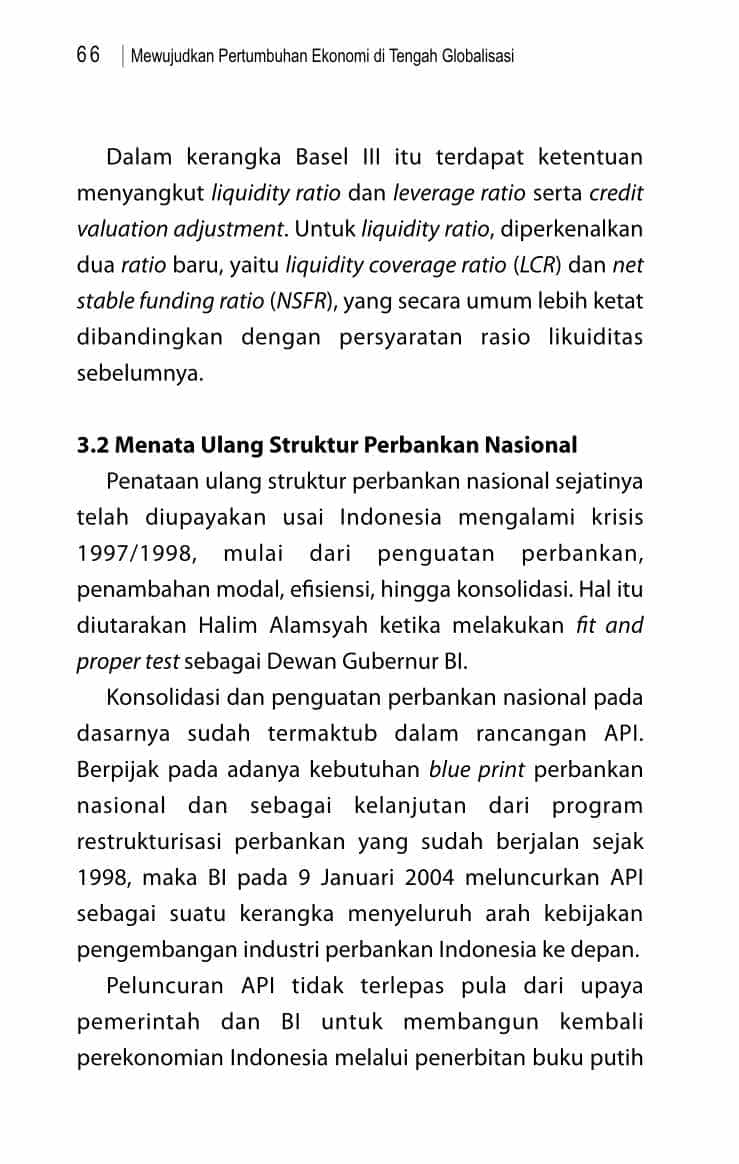 66 | Mewujudkan Pertumbuhan Ekonomi di Tengah Globalisasi
Dalam kerangka Basel III itu terdapat ketentuan
menyangkut liquidity ratio dan leverage ratio serta credit
valuation adjustment. Untuk liquidity ratio, diperkenalkan
dua ratio baru, yaitu liquidity coverage ratio (LCR) dan net
stable funding ratio (NSFR), yang secara umum lebih ketat
dibandingkan dengan persyaratan rasio likuiditas
sebelumnya.
3.2 Menata Ulang Struktur Perbankan Nasional
Penataan ulang struktur perbankan nasional sejatinya
telah diupayakan usai Indonesia mengalami krisis
1997/1998, mulai dari penguatan perbankan,
penambahan modal, efisiensi, hingga konsolidasi. Hal itu
diutarakan Halim Alamsyah ketika melakukan fit and
proper test sebagai Dewan Gubernur BI.
Konsolidasi dan penguatan perbankan nasional pada
dasarnya sudah termaktub dalam rancangan API.
Berpijak pada adanya kebutuhan blue print perbankan
nasional dan sebagai kelanjutan dari program
restrukturisasi perbankan yang sudah berjalan sejak
1998, maka BI pada 9 Januari 2004 meluncurkan API
sebagai suatu kerangka menyeluruh arah kebijakan
pengembangan industri perbankan Indonesia ke depan.
Peluncuran API tidak terlepas pula dari upaya
pemerintah dan BI untuk membangun kembali
perekonomian Indonesia melalui penerbitan buku putih